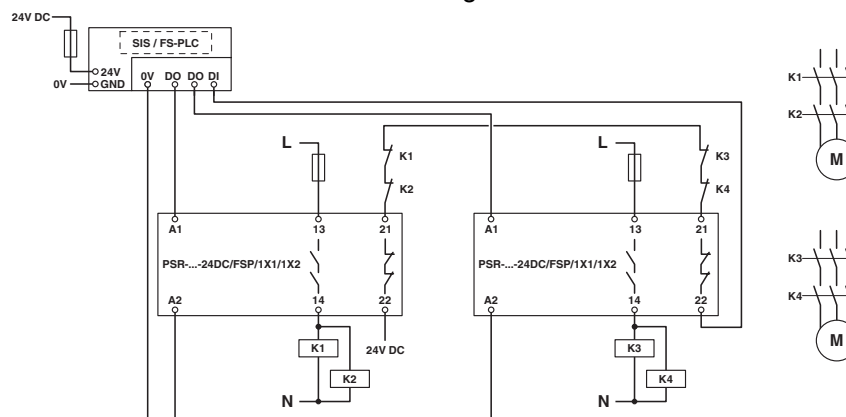 24V DC
SIS / FS-PLC
24V
0V GND
0V DO DO DI
K1
K2
M
L
K1
K2
L
K3
K4
A1 13 21
PSR-...-24DC/FSP/1X1/1X2
A2 14 22
A1 13 21
PSR-...-24DC/FSP/1X1/1X2
A2 14 22
K3
K4
M
K1
K2
24V DC
N
K3
K4
N